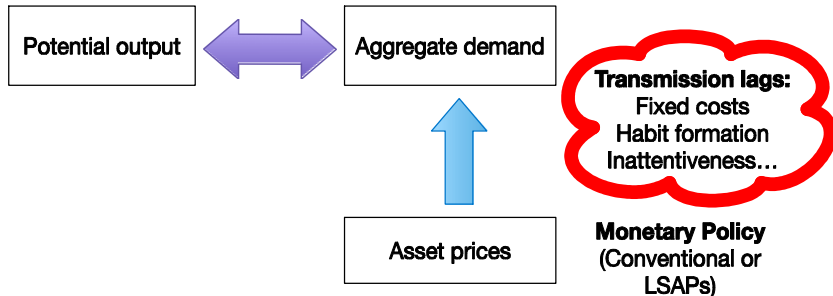 Potential output
Aggregate demand
Transmission lags:
Fixed costs
Habit formation
Inattentiveness…
Asset prices
Monetary Policy
(Conventional or
LSAPs)